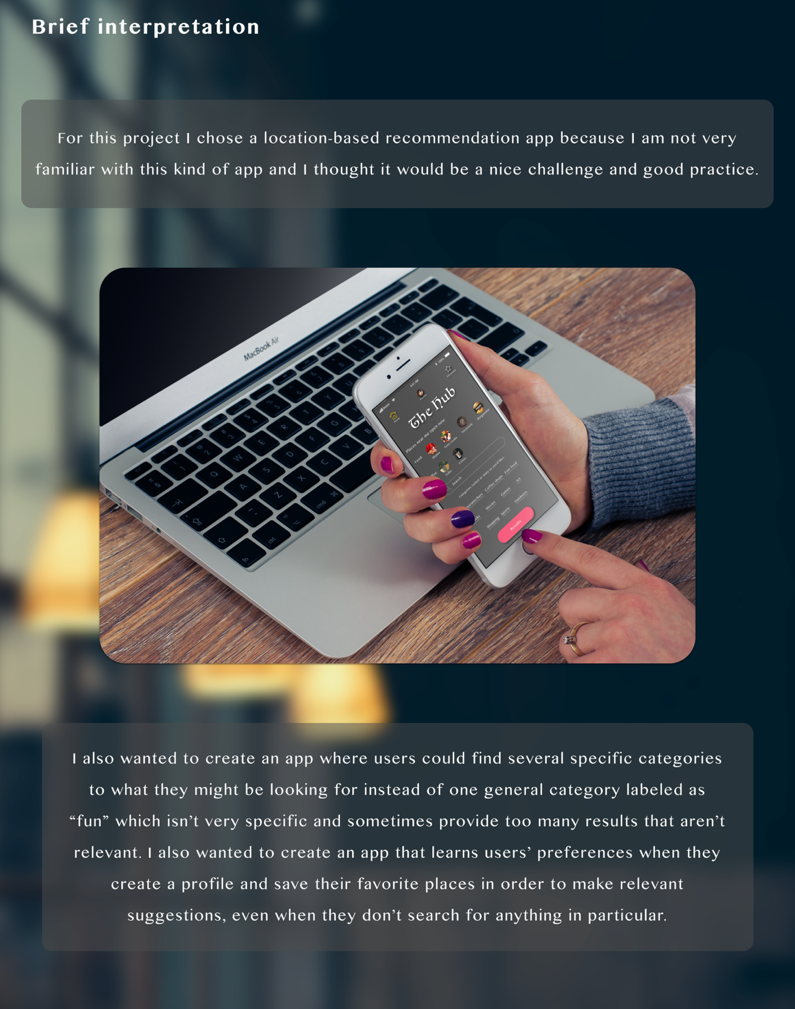 Brief interpretation
For this project I chose a location-based recommendation app because I am not very
familiar with this kind of app and I thought it would be a nice challenge and good practice.
MacBook Air
The Hub
I also wanted to create an app where users could find several specific categories
to what they might be looking for instead of one general category labeled as
“fun” which isn’t very specific and sometimes provide too many results that aren’t
relevant. I also wanted to create an app that learns users’ preferences when they
create a profile and save their favorite places in order to make relevant
suggestions, even when they don’t search for anything in particular.